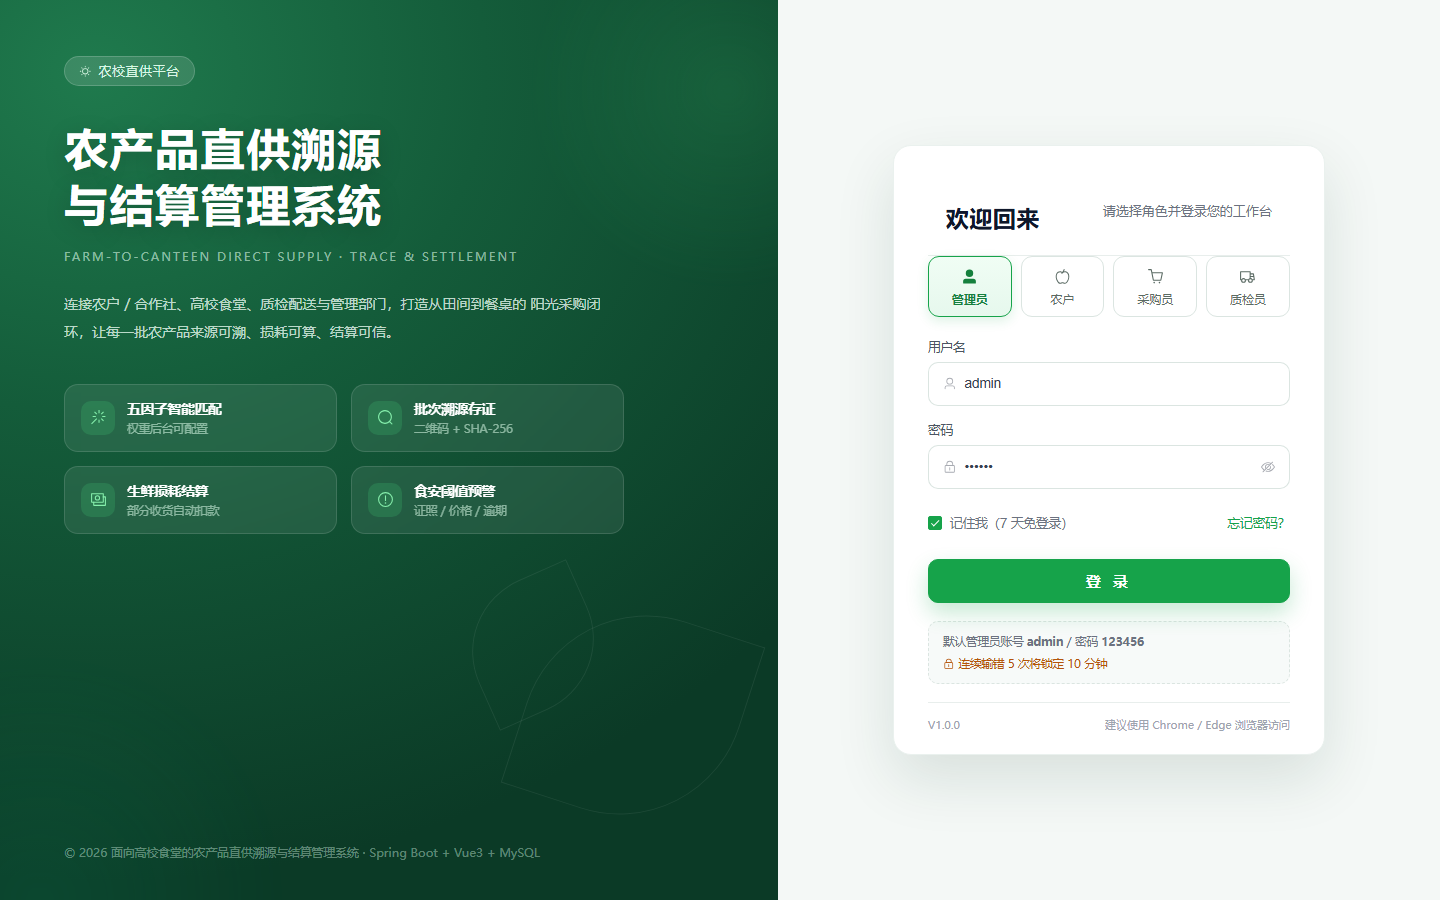 农校直供平台
农产品直供溯源
与结算管理系统
FARM-TO-CANTEEN DIRECT SUPPLY · TRACE & SETTLEMENT
连接农户 / 合作社、高校食堂、质检配送与管理部门，打造从田间到餐桌的 阳光采购闭
环，让每一批农产品来源可溯、损耗可算、结算可信。
五因子智能匹配
权重后台可配置
批次溯源存证
二维码 + SHA-256
生鲜损耗结算
部分收货自动扣款
食安阈值预警
证照 / 价格 / 逾期
© 2026 面向高校食堂的农产品直供溯源与结算管理系统 · Spring Boot + Vue3 + MySQL
欢迎回来
请选择角色并登录您的工作台
管理员
农户
采购员
质检员
用户名
admin
密码
••••••
记住我（7 天免登录）
忘记密码?
登 录
默认管理员账号 admin / 密码 123456
连续输错 5 次将锁定 10 分钟
V1.0.0
建议使用 Chrome / Edge 浏览器访问